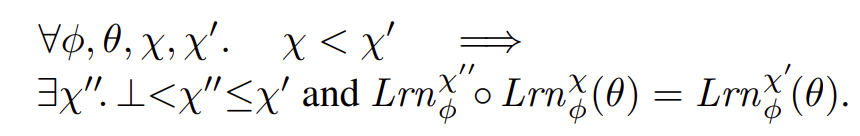 ∀ϕ, θ, χ, χ′. χ < χ′ ⟹
∃χ′′. ⊥<χ′′≤χ′ and Lrn_ϕ^χ′′ ∘ Lrn_ϕ^χ(θ) = Lrn_ϕ^χ′(θ).